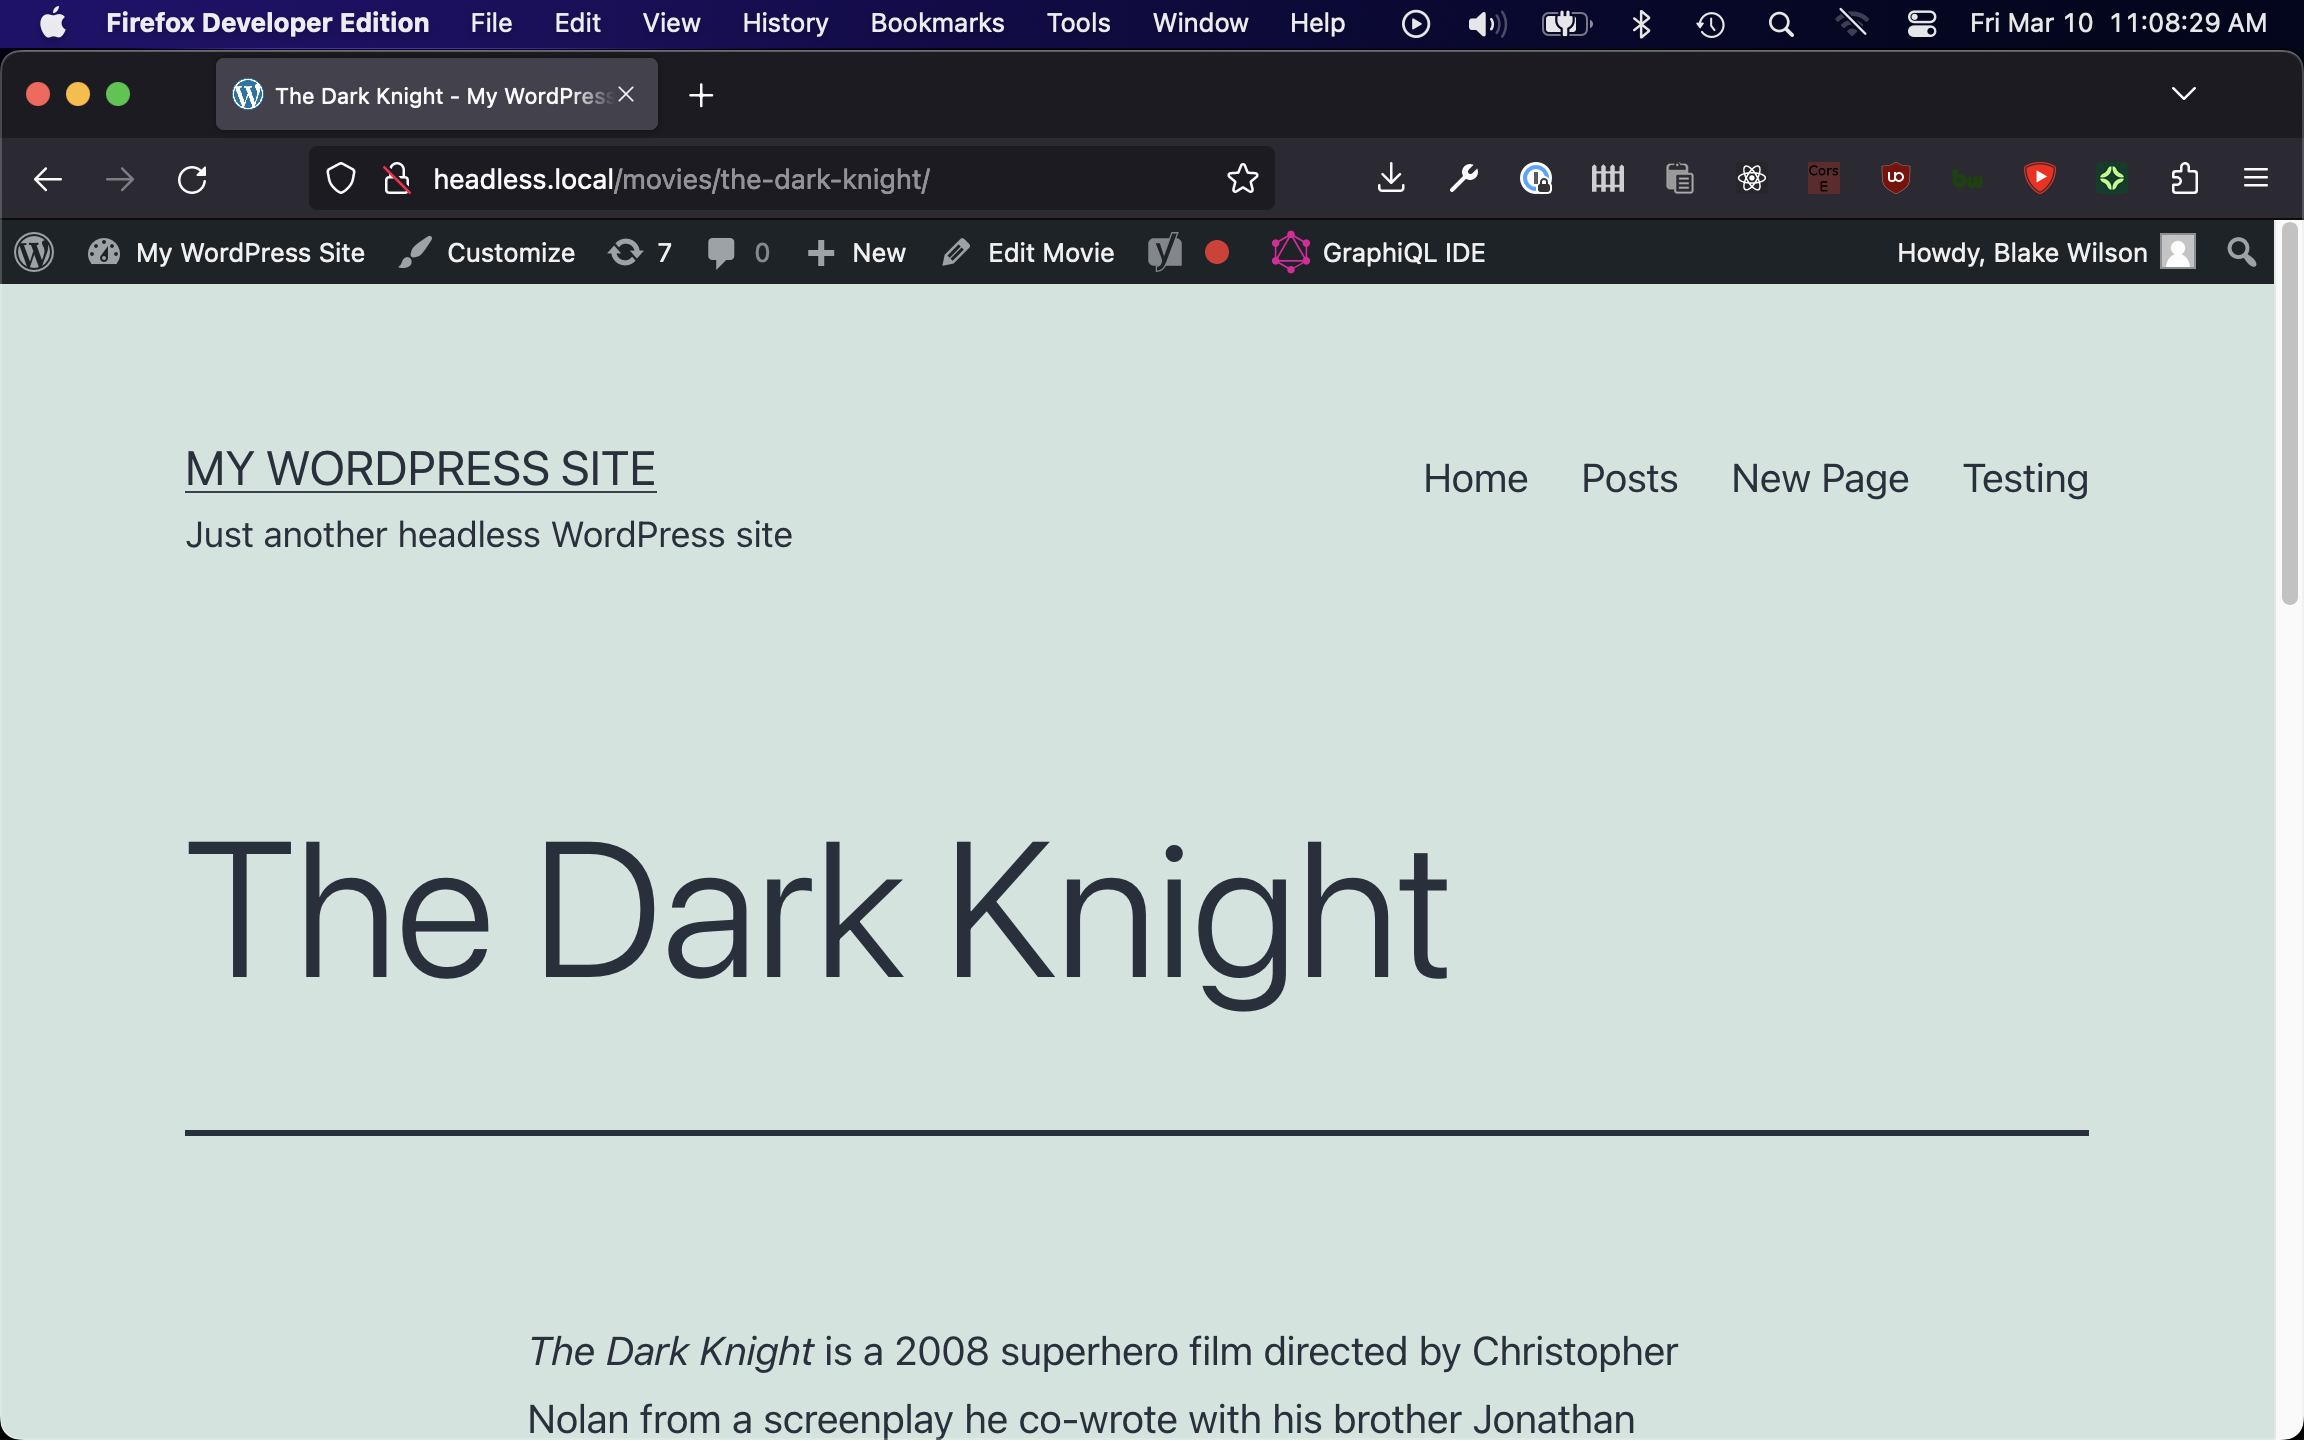 Firefox Developer Edition File Edit View History Bookmarks Tools Window Help Fri Mar 10 11:08:29 AM
The Dark Knight - My WordPress
headless.local/movies/the-dark-knight/
Cors E
My WordPress Site Customize 7 0 New Edit Movie GraphiQL IDE Howdy, Blake Wilson
MY WORDPRESS SITE
Home Posts New Page Testing
Just another headless WordPress site
The Dark Knight
The Dark Knight is a 2008 superhero film directed by Christopher
Nolan from a screenplay he co-wrote with his brother Jonathan